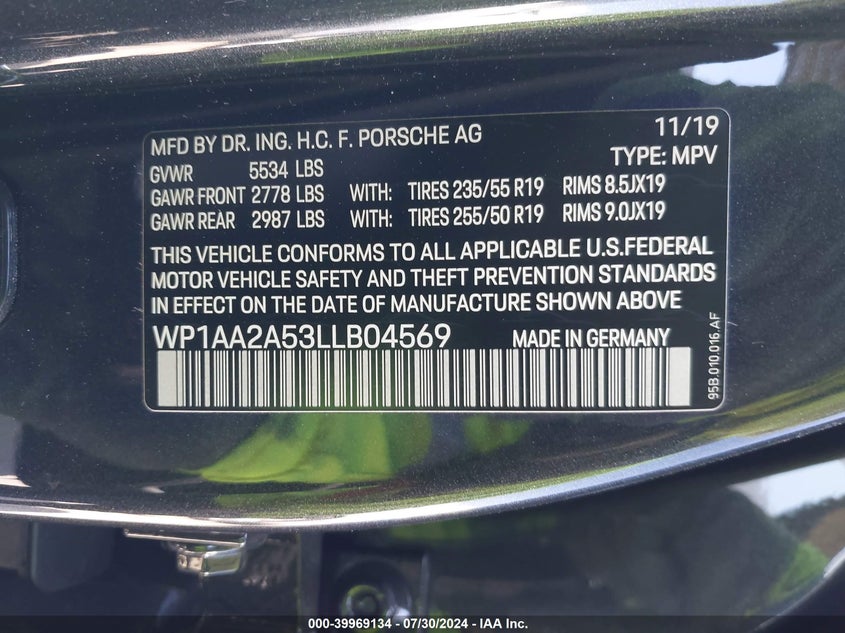 MFD BY DR. ING. H.C. F. PORSCHE AG 11/19
GVWR 5534 LBS TYPE: MPV
GAWR FRONT 2778 LBS WITH: TIRES 235/55 R19 RIMS 8.5JX19
GAWR REAR 2987 LBS WITH: TIRES 255/50 R19 RIMS 9.0JX19
THIS VEHICLE CONFORMS TO ALL APPLICABLE U.S.FEDERAL
MOTOR VEHICLE SAFETY AND THEFT PREVENTION STANDARDS
IN EFFECT ON THE DATE OF MANUFACTURE SHOWN ABOVE
WP1AA2A53LLB04569 MADE IN GERMANY
95B.010.016.AF
000-39969134 - 07/30/2024 - IAA Inc.